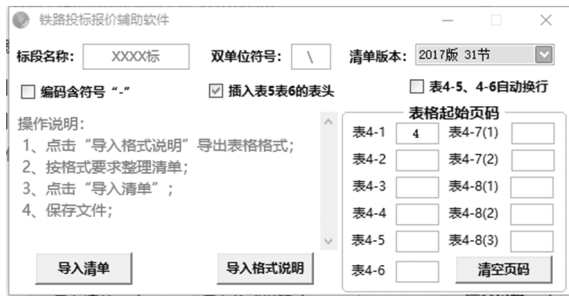 铁路投标报价辅助软件
标段名称: XXXX标 双单位符号: \ 清单版本: 2017版 31节
编码含符号“-” 插入表5表6的表头 表4-5、4-6自动换行
操作说明:
1、点击“导入格式说明”导出表格格式;
2、按格式要求整理清单;
3、点击“导入清单”;
4、保存文件;
导入清单 导入格式说明
表格起始页码
表4-1 4 表4-7(1)
表4-2 表4-7(2)
表4-3 表4-8(1)
表4-4 表4-8(2)
表4-5 表4-8(3)
表4-6 清空页码